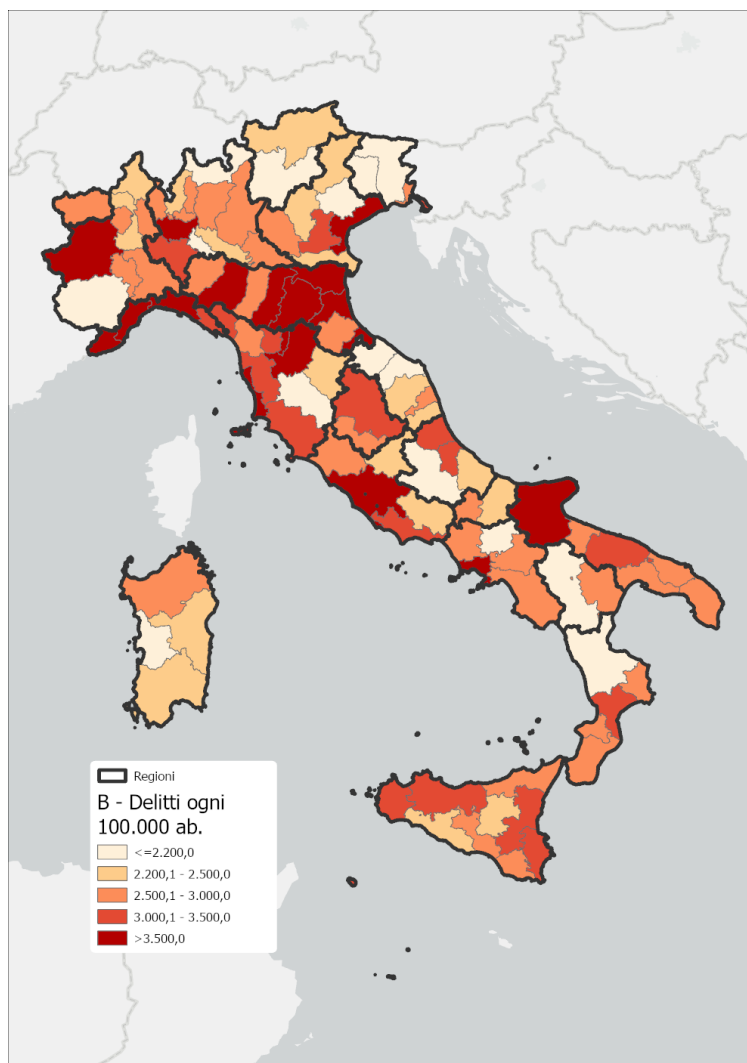 Regioni
B - Delitti ogni
100.000 ab.
<=2.200,0
2.200,1 - 2.500,0
2.500,1 - 3.000,0
3.000,1 - 3.500,0
>3.500,0